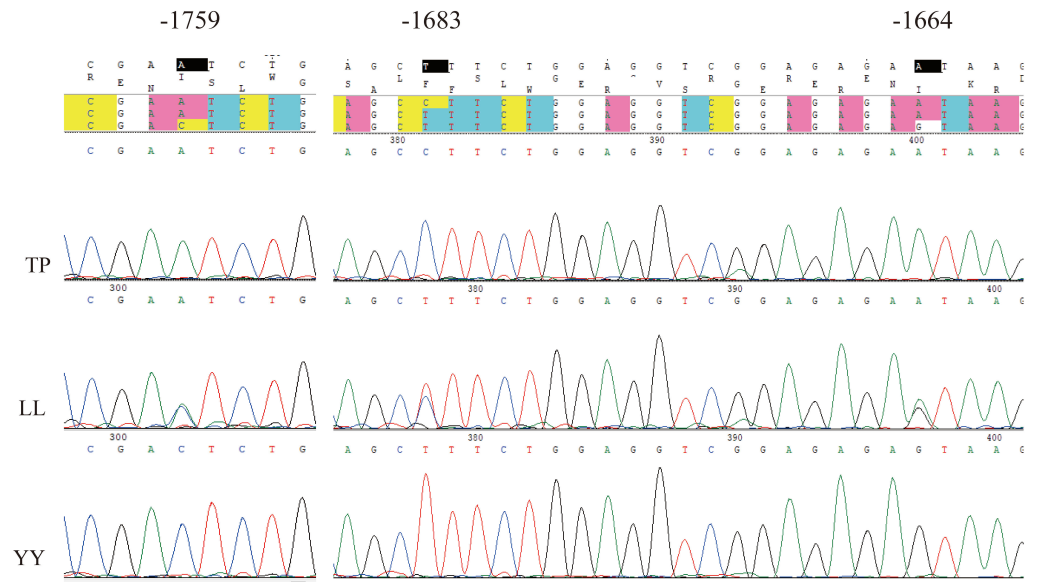 -1759 -1683 -1664
C G A A T C T G A G C T T T C T G G A G G T C G G A G A G A A T A A G
R E N I S L W G S A L F F S L W G E R V S R G E R E N I K R D
C G A A T C T G A G C C T T C T G G A G G T C G G A G A G A A T A A G
C G A A T C T G A G C T T T C T G G A G G T C G G A G A G A A T A A G
C G A C T C T G A G C T T T C T G G A G G T C G G A G A G A G T A A G
380 390 400
C G A A T C T G A G C C T T C T G G A G G T C G G A G A G A A T A A G
TP
300 380 390 400
C G A A T C T G A G C T T T C T G G A G G T C G G A G A G A A T A A G
LL
300 380 390 400
C G A C T C T G A G C T T T C T G G A G G T C G G A G A G A G T A A G
YY